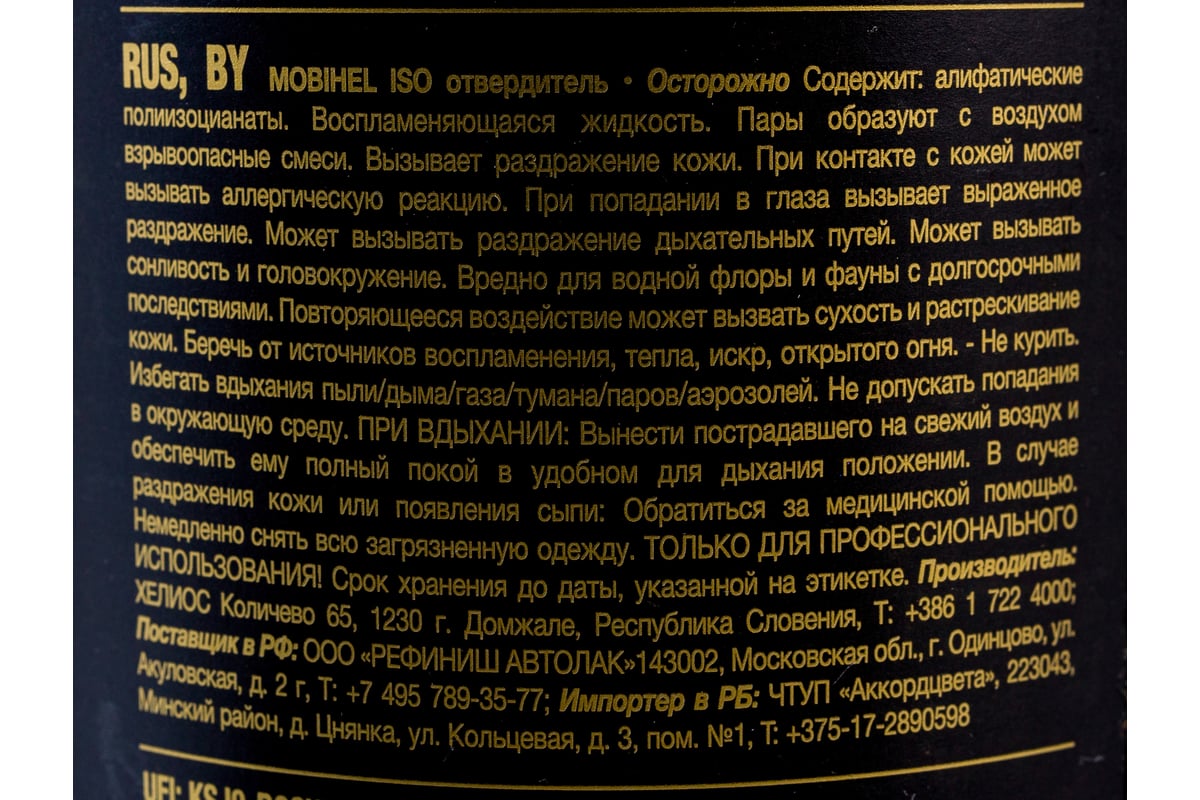 RUS, BY MOBIHEL ISO отвердитель • Осторожно Содержит: алифатические
полиизоцианаты. Воспламеняющаяся жидкость. Пары образуют с воздухом
взрывоопасные смеси. Вызывает раздражение кожи. При контакте с кожей может
вызывать аллергическую реакцию. При попадании в глаза вызывает выраженное
раздражение. Может вызывать раздражение дыхательных путей. Может вызывать
сонливость и головокружение. Вредно для водной флоры и фауны с долгосрочными
последствиями. Повторяющееся воздействие может вызвать сухость и растрескивание
кожи. Беречь от источников воспламенения, тепла, искр, открытого огня. - Не курить.
Избегать вдыхания пыли/дыма/газа/тумана/паров/аэрозолей. Не допускать попадания
в окружающую среду. ПРИ ВДЫХАНИИ: Вынести пострадавшего на свежий воздух и
обеспечить ему полный покой в удобном для дыхания положении. В случае
раздражения кожи или появления сыпи: Обратиться за медицинской помощью.
Немедленно снять всю загрязненную одежду. ТОЛЬКО ДЛЯ ПРОФЕССИОНАЛЬНОГО
ИСПОЛЬЗОВАНИЯ! Срок хранения до даты, указанной на этикетке. Производитель:
ХЕЛИОС Количево 65, 1230 г. Домжале, Республика Словения, Т: +386 1 722 4000;
Поставщик в РФ: ООО «РЕФИНИШ АВТОЛАК»143002, Московская обл., г. Одинцово, ул.
Акуловская, д. 2 г, Т: +7 495 789-35-77; Импортер в РБ: ЧТУП «Аккордцвета», 223043,
Минский район, д. Цнянка, ул. Кольцевая, д. 3, пом. №1, Т: +375-17-2890598
UFI: